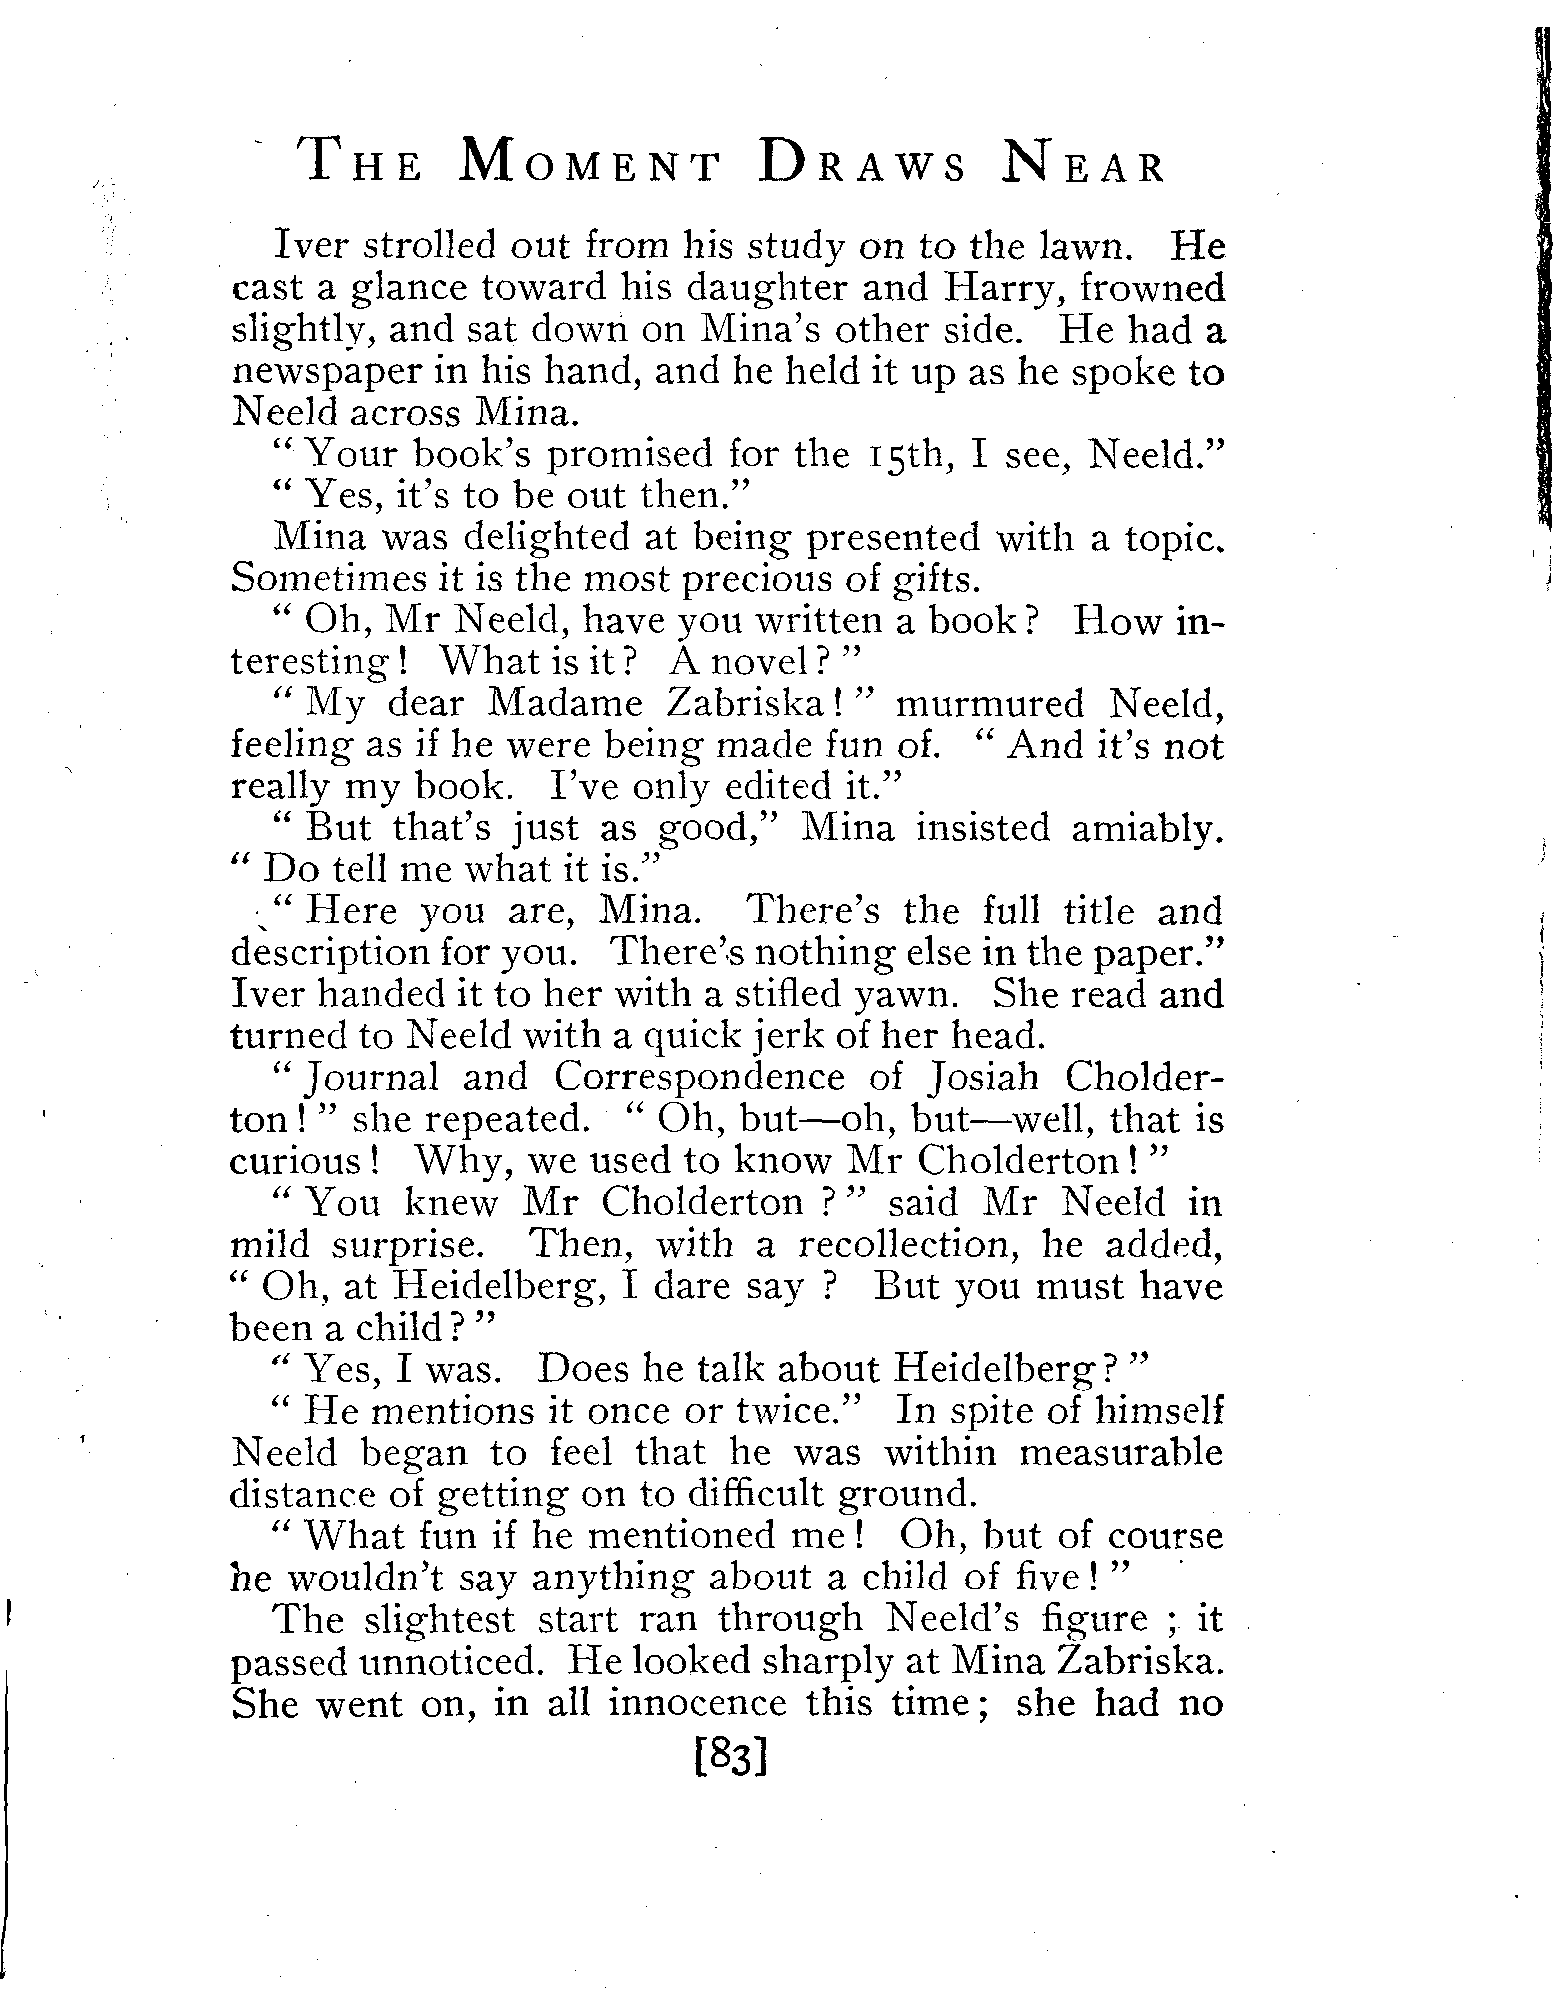 The Moment Draws Near
Iver strolled out from his study on to the lawn. He
cast a glance toward his daughter and Harry, frowned
slightly, and sat down on Mina's other side. He had a
newspaper in his hand, and he held it up as he spoke to
Neeld across Mina.
“ Your book's promised for the 15th, I see, Neeld.”
“ Yes, it's to be out then.”
Mina was delighted at being presented with a topic.
Sometimes it is the most precious of gifts.
“ Oh, Mr Neeld, have you written a book? How in-
teresting! What is it? A novel?”
“ My dear Madame Zabriska!” murmured Neeld,
feeling as if he were being made fun of. “ And it's not
really my book. I've only edited it.”
“ But that's just as good,” Mina insisted amiably.
“ Do tell me what it is.”
“ Here you are, Mina. There's the full title and
description for you. There's nothing else in the paper.”
Iver handed it to her with a stifled yawn. She read and
turned to Neeld with a quick jerk of her head.
“ Journal and Correspondence of Josiah Cholder-
ton!” she repeated. “ Oh, but—oh, but—well, that is
curious! Why, we used to know Mr Cholderton!”
“ You knew Mr Cholderton ?” said Mr Neeld in
mild surprise. Then, with a recollection, he added,
“ Oh, at Heidelberg, I dare say ? But you must have
been a child?”
“ Yes, I was. Does he talk about Heidelberg?”
“ He mentions it once or twice.” In spite of himself
Neeld began to feel that he was within measurable
distance of getting on to difficult ground.
“ What fun if he mentioned me! Oh, but of course
he wouldn't say anything about a child of five!”
The slightest start ran through Neeld's figure ; it
passed unnoticed. He looked sharply at Mina Zabriska.
She went on, in all innocence this time; she had no
[83]